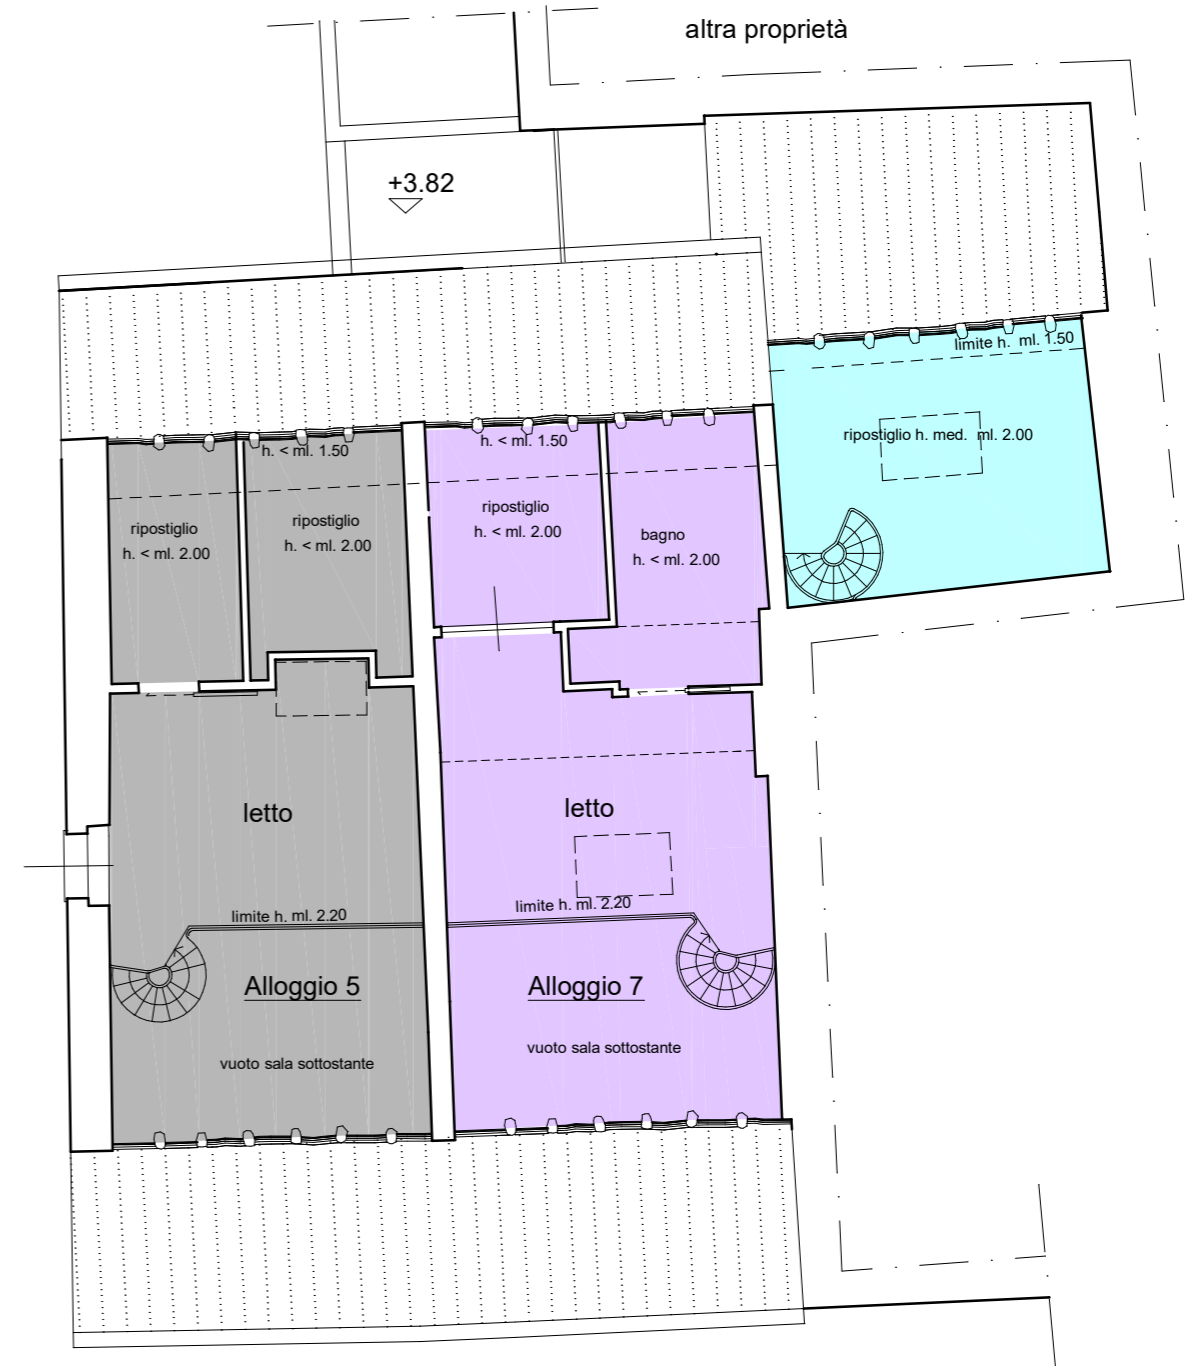 altra proprietà
+3.82
limite h. ml. 1.50
ripostiglio h. med. ml. 2.00
h. < ml. 1.50
h. < ml. 1.50
ripostiglio
h. < ml. 2.00
ripostiglio
h. < ml. 2.00
ripostiglio
h. < ml. 2.00
bagno
h. < ml. 2.00
letto
letto
limite h. ml. 2.20
limite h. ml. 2.20
Alloggio 5
Alloggio 7
vuoto sala sottostante
vuoto sala sottostante